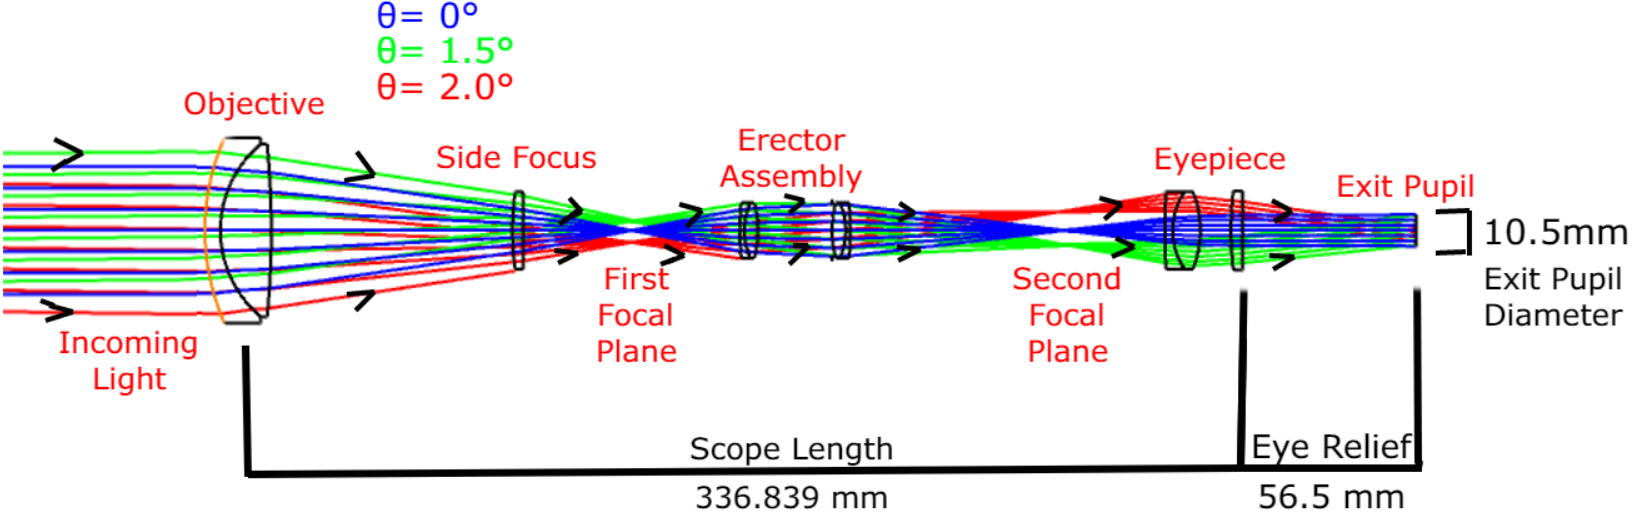 θ= 0°
θ= 1.5°
θ= 2.0°
Objective
Side Focus
Erector
Assembly
Eyepiece
Exit Pupil
10.5mm
Exit Pupil
Diameter
First
Focal
Plane
Second
Focal
Plane
Incoming
Light
Scope Length
336.839 mm
Eye Relief
56.5 mm